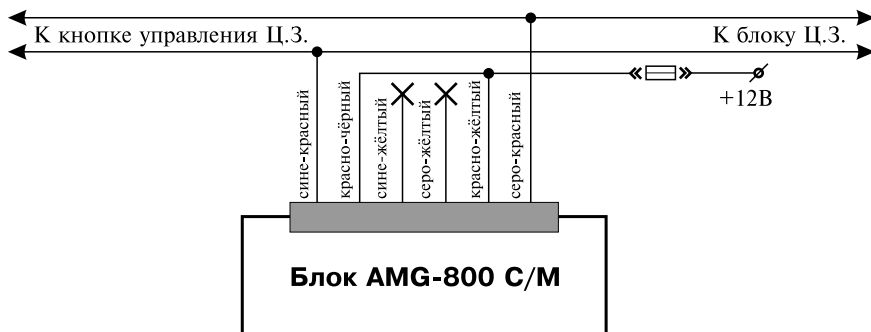 К кнопке управления Ц.З.
К блоку Ц.З.
+12В
сине-красный
красно-чёрный
сине-жёлтый
серо-жёлтый
красно-жёлтый
серо-красный
Блок AMG-800 C/M